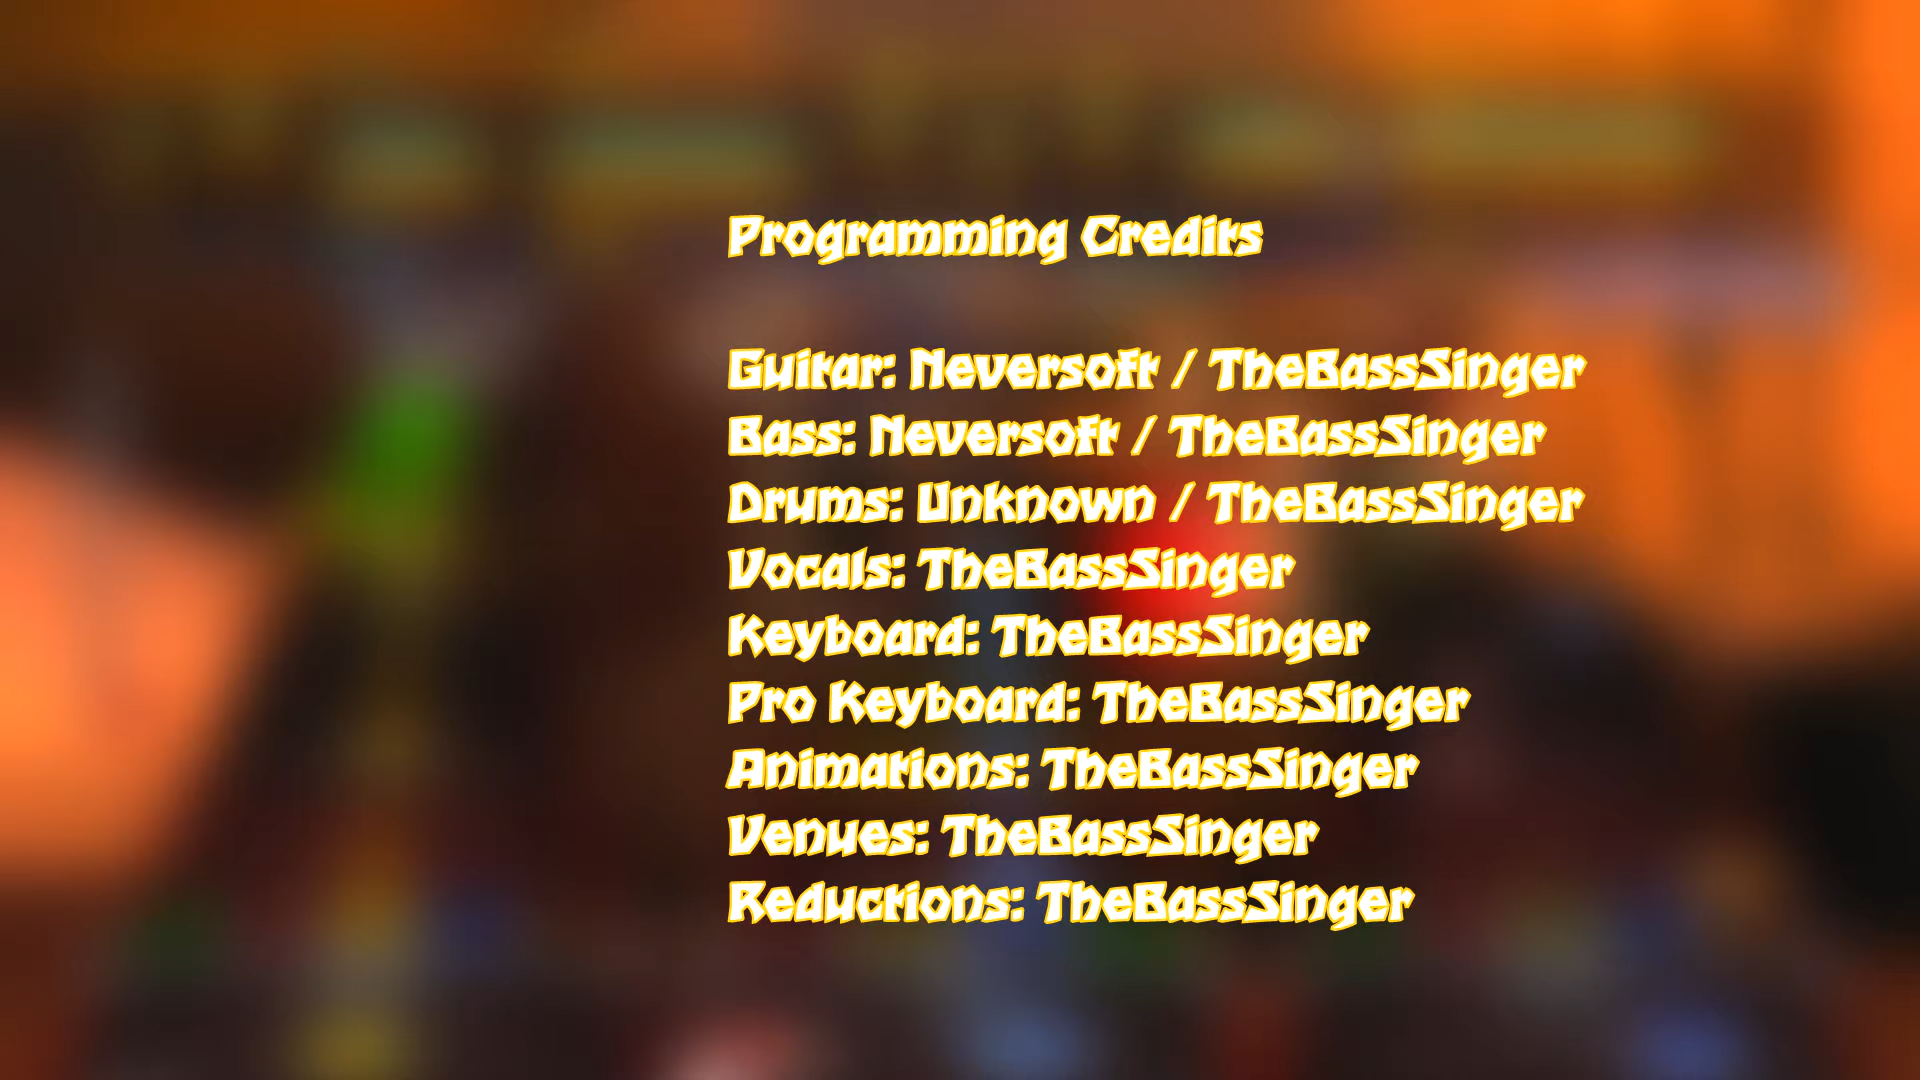 Programming Credits
Guitar: Neversoft / TheBassSinger
Bass: Neversoft / TheBassSinger
Drums: Unknown / TheBassSinger
Vocals: TheBassSinger
Keyboard: TheBassSinger
Pro Keyboard: TheBassSinger
Animations: TheBassSinger
Venues: TheBassSinger
Reductions: TheBassSinger